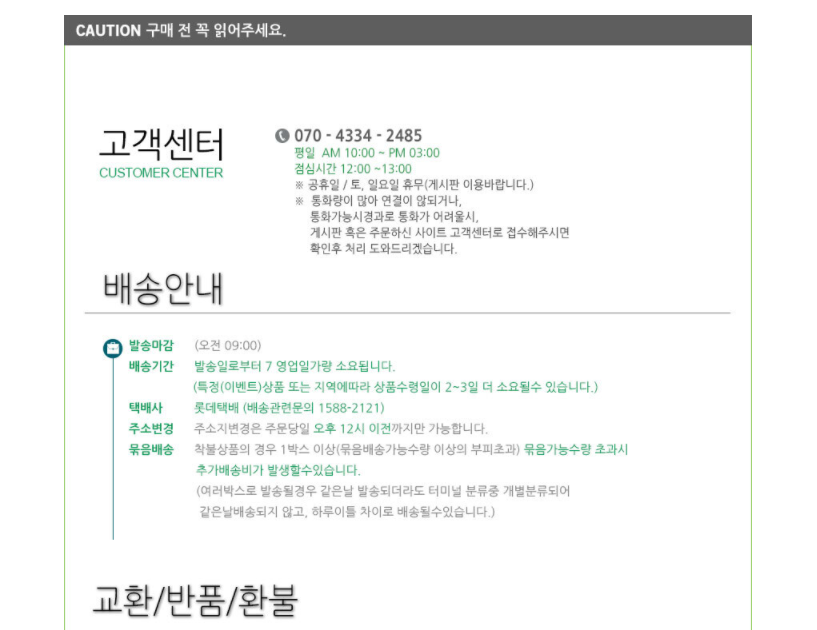 CAUTION 구매 전 꼭 읽어주세요.
고객센터
CUSTOMER CENTER
070 - 4334 - 2485
평일 AM 10:00 ~ PM 03:00
점심시간 12:00 ~13:00
※ 공휴일 / 토, 일요일 휴무(게시판 이용바랍니다.)
※ 통화량이 많아 연결이 않되거나,
통화가능시경과로 통화가 어려울시,
게시판 혹은 주문하신 사이트 고객센터로 접수해주시면
확인후 처리 도와드리겠습니다.
배송안내
발송마감 (오전 09:00)
배송기간 발송일로부터 7 영업일가량 소요됩니다.
(특정(이벤트)상품 또는 지역에따라 상품수령일이 2~3일 더 소요될수 있습니다.)
택배사 롯데택배 (배송관련문의 1588-2121)
주소변경 주소지변경은 주문당일 오후 12시 이전까지만 가능합니다.
묶음배송 착불상품의 경우 1박스 이상(묶음배송가능수량 이상의 부피초과) 묶음가능수량 초과시
추가배송비가 발생할수있습니다.
(여러박스로 발송될경우 같은날 발송되더라도 터미널 분류중 개별분류되어
같은날배송되지 않고, 하루이틀 차이로 배송될수있습니다.)
교환/반품/환불